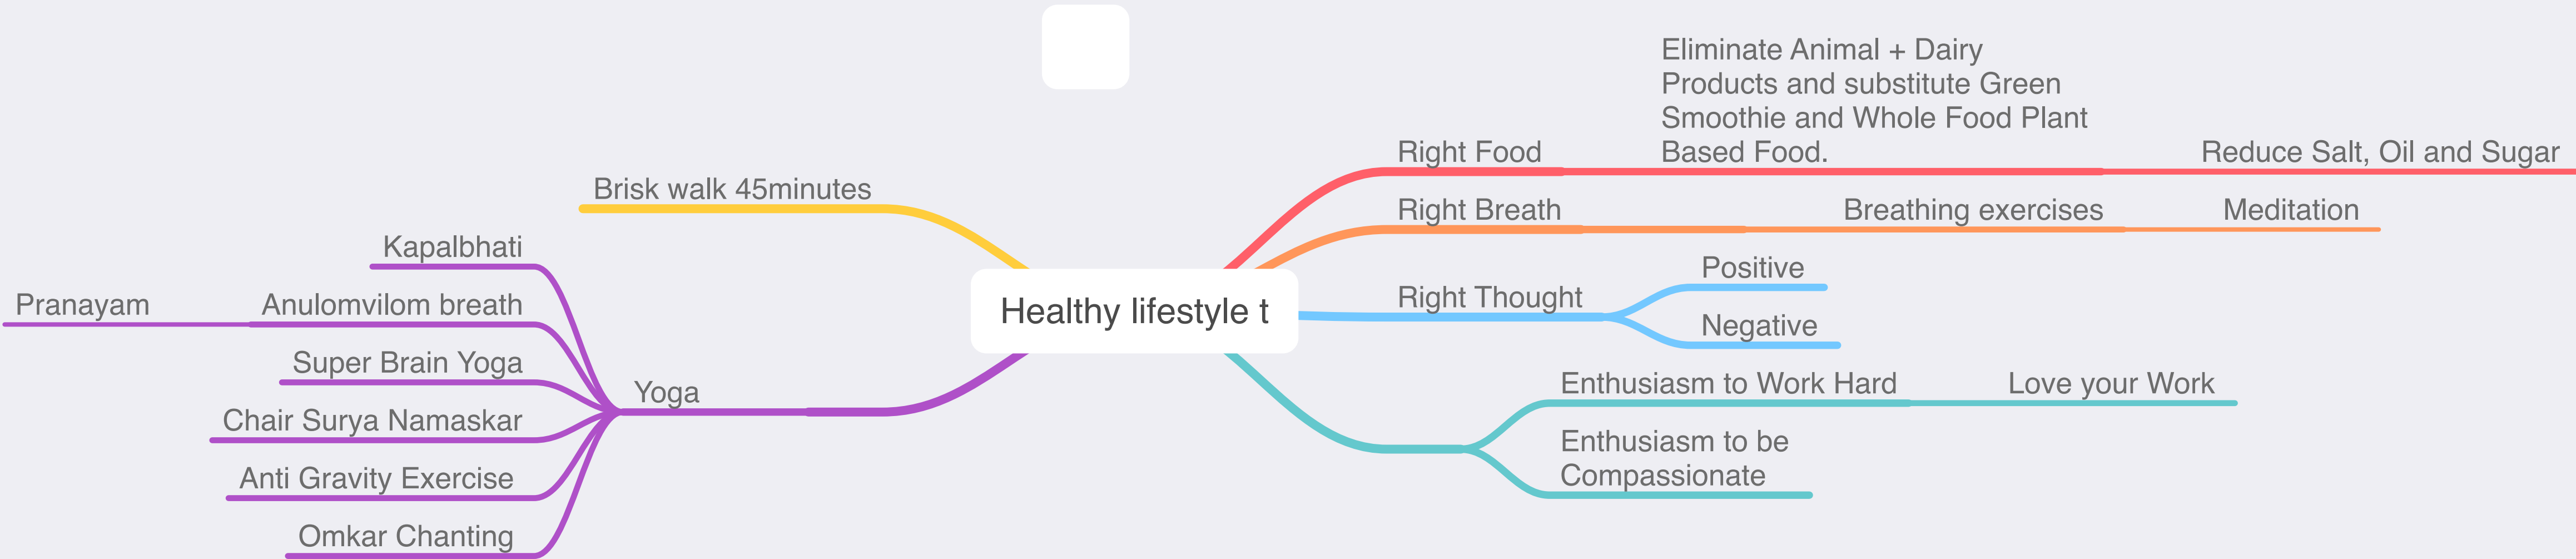 Healthy lifestyle t
Right Food
Eliminate Animal + Dairy
Products and substitute Green
Smoothie and Whole Food Plant
Based Food.
Reduce Salt, Oil and Sugar
Right Breath
Breathing exercises
Meditation
Right Thought
Positive
Negative
Enthusiasm to Work Hard
Love your Work
Enthusiasm to be
Compassionate
Brisk walk 45minutes
Yoga
Kapalbhati
Anulomvilom breath
Pranayam
Super Brain Yoga
Chair Surya Namaskar
Anti Gravity Exercise
Omkar Chanting